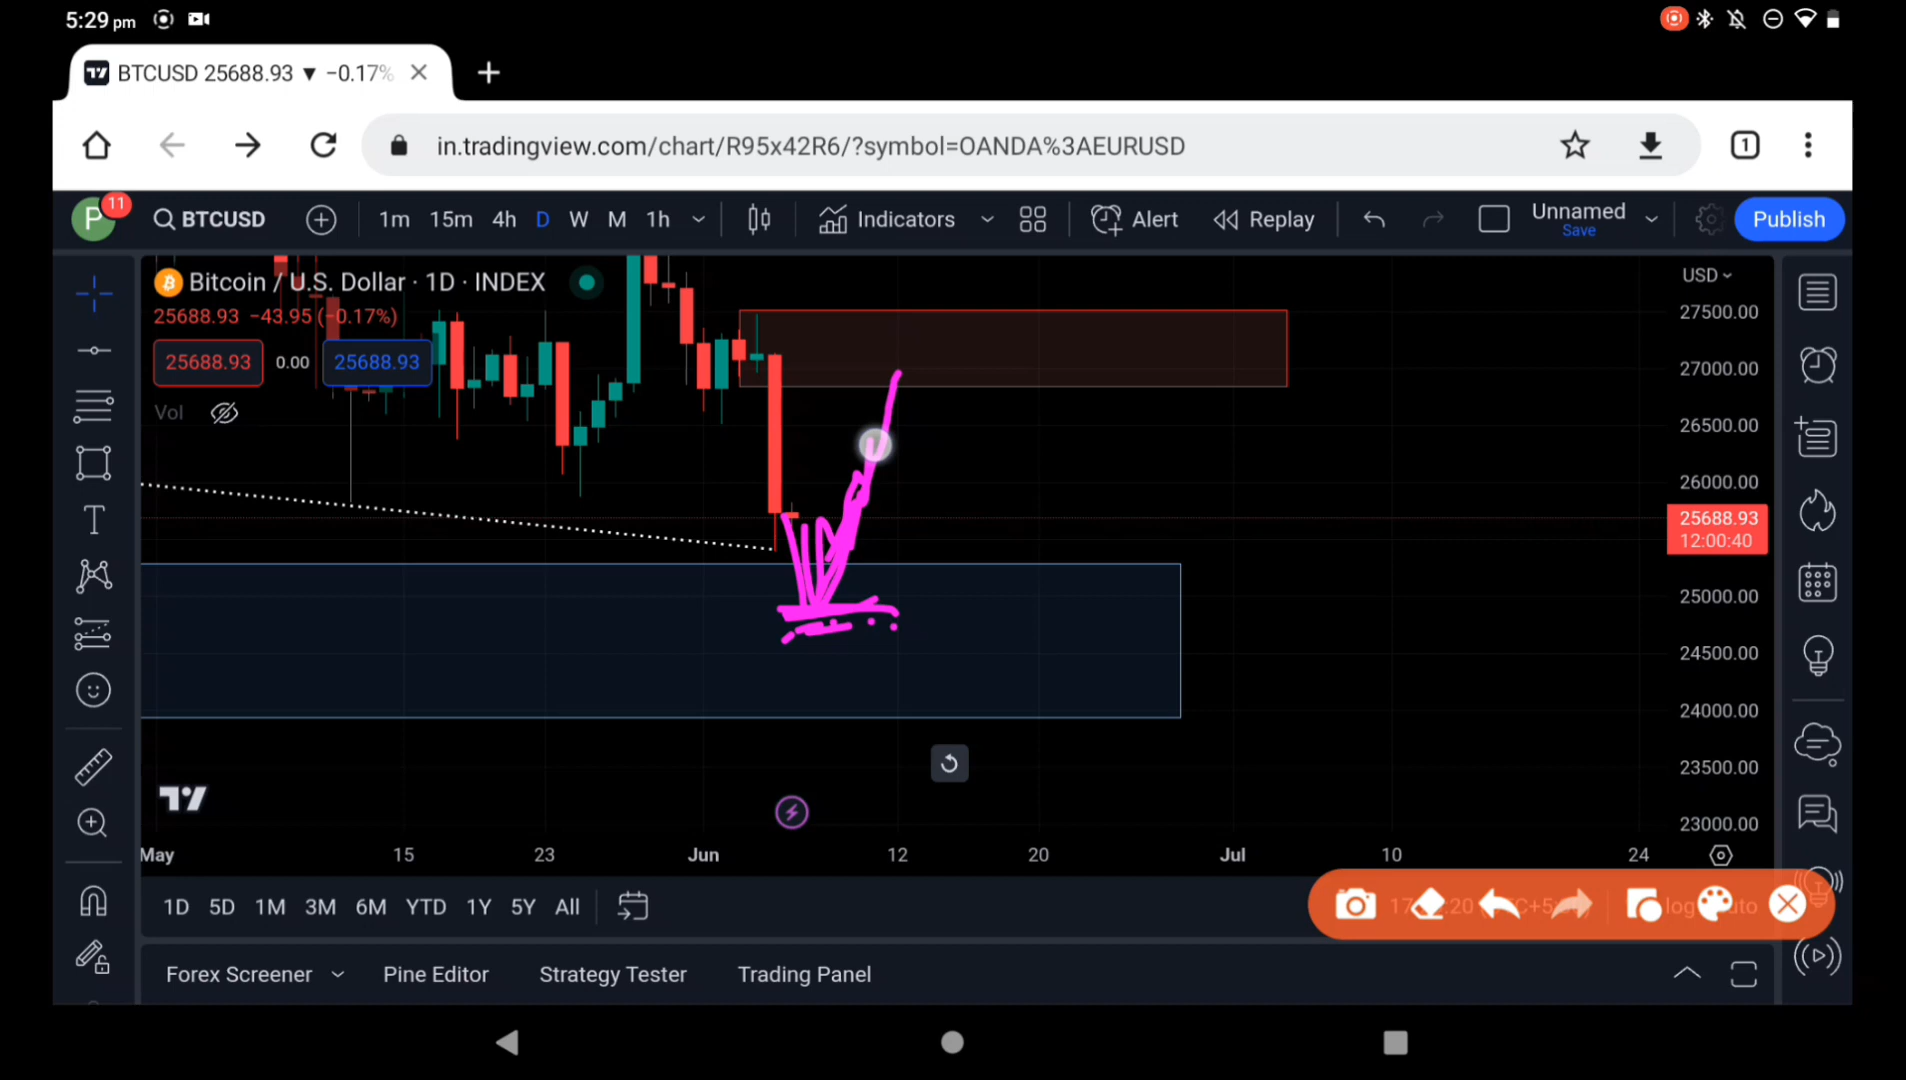 5:29 pm
BTCUSD 25688.93 ▼ −0.17%
in.tradingview.com/chart/R95x42R6/?symbol=OANDA%3AEURUSD
1
P 11 BTCUSD 1m 15m 4h D W M 1h Indicators Alert Replay Unnamed Save Publish
Bitcoin / U.S. Dollar · 1D · INDEX
USD
25688.93 −43.95 (−0.17%)
25688.93 0.00 25688.93
Vol
27500.00
27000.00
26500.00
26000.00
25688.93
12:00:40
25000.00
24500.00
24000.00
23500.00
23000.00
May 15 23 Jun 12 20 Jul 10 24
1D 5D 1M 3M 6M YTD 1Y 5Y All
Forex Screener Pine Editor Strategy Tester Trading Panel